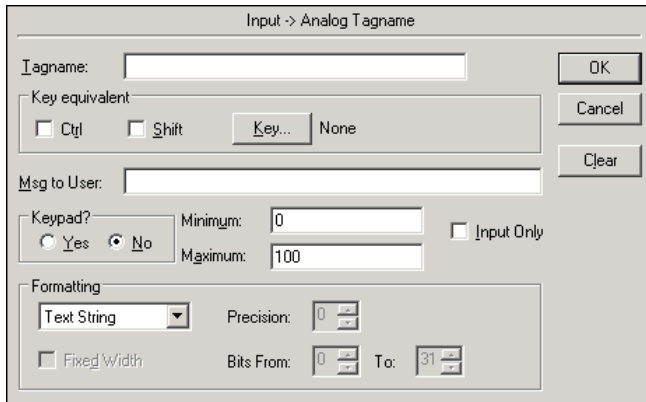 Input -> Analog Tagname
Tagname:
OK
Key equivalent
Ctrl Shift Key... None
Cancel
Clear
Msg to User:
Keypad?
Yes No
Minimum: 0
Maximum: 100
Input Only
Formatting
Text String Precision: 0
Fixed Width Bits From: 0 To: 31